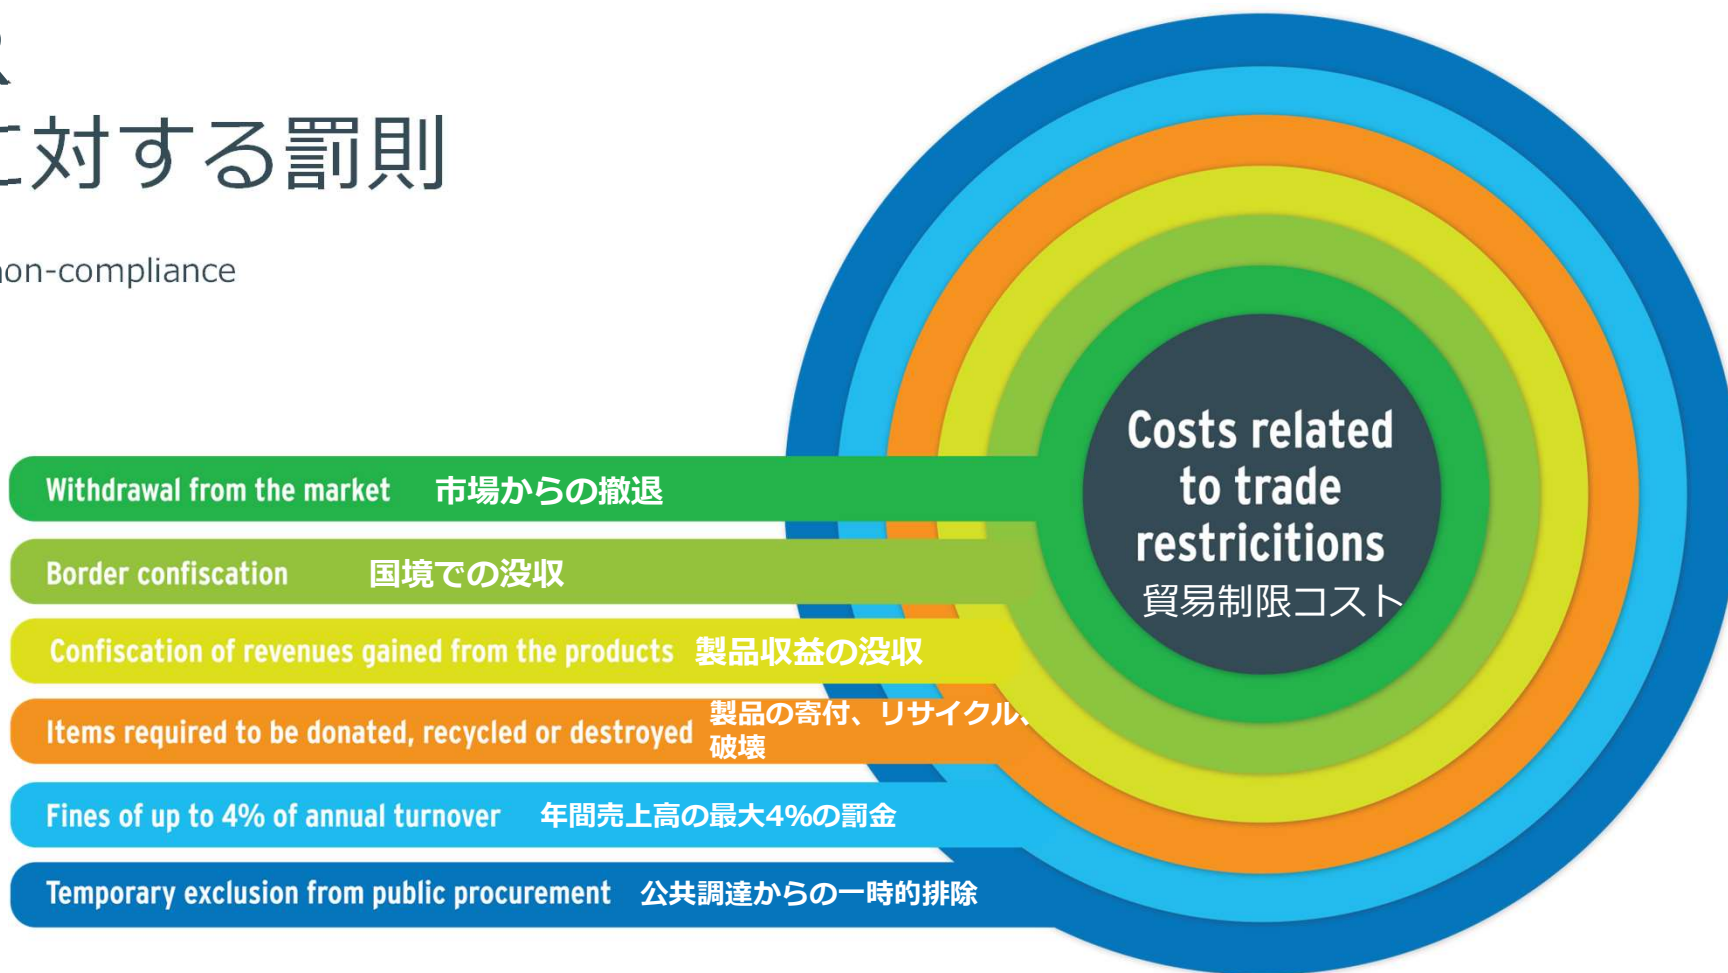 に対する罰則
non-compliance
Withdrawal from the market 市場からの撤退
Border confiscation 国境での没収
Confiscation of revenues gained from the products 製品収益の没収
Items required to be donated, recycled or destroyed 製品の寄付、リサイクル、
破壊
Fines of up to 4% of annual turnover 年間売上高の最大4%の罰金
Temporary exclusion from public procurement 公共調達からの一時的排除
Costs related
to trade
restricitions
貿易制限コスト